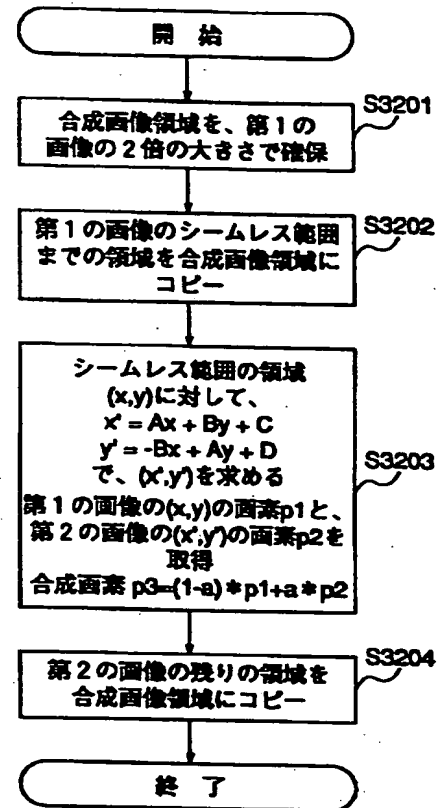 開 始
S3201
合成画像領域を、第1の
画像の2倍の大きさで確保
S3202
第1の画像のシームレス範囲
までの領域を合成画像領域に
コピー
S3203
シームレス範囲の領域
(x,y)に対して、
x' = Ax + By + C
y' = -Bx + Ay + D
で、(x',y')を求める
第1の画像の(x,y)の画素p1と、
第2の画像の(x',y')の画素p2を
取得
合成画素 p3=(1-a)*p1+a*p2
S3204
第2の画像の残りの領域を
合成画像領域にコピー
終 了